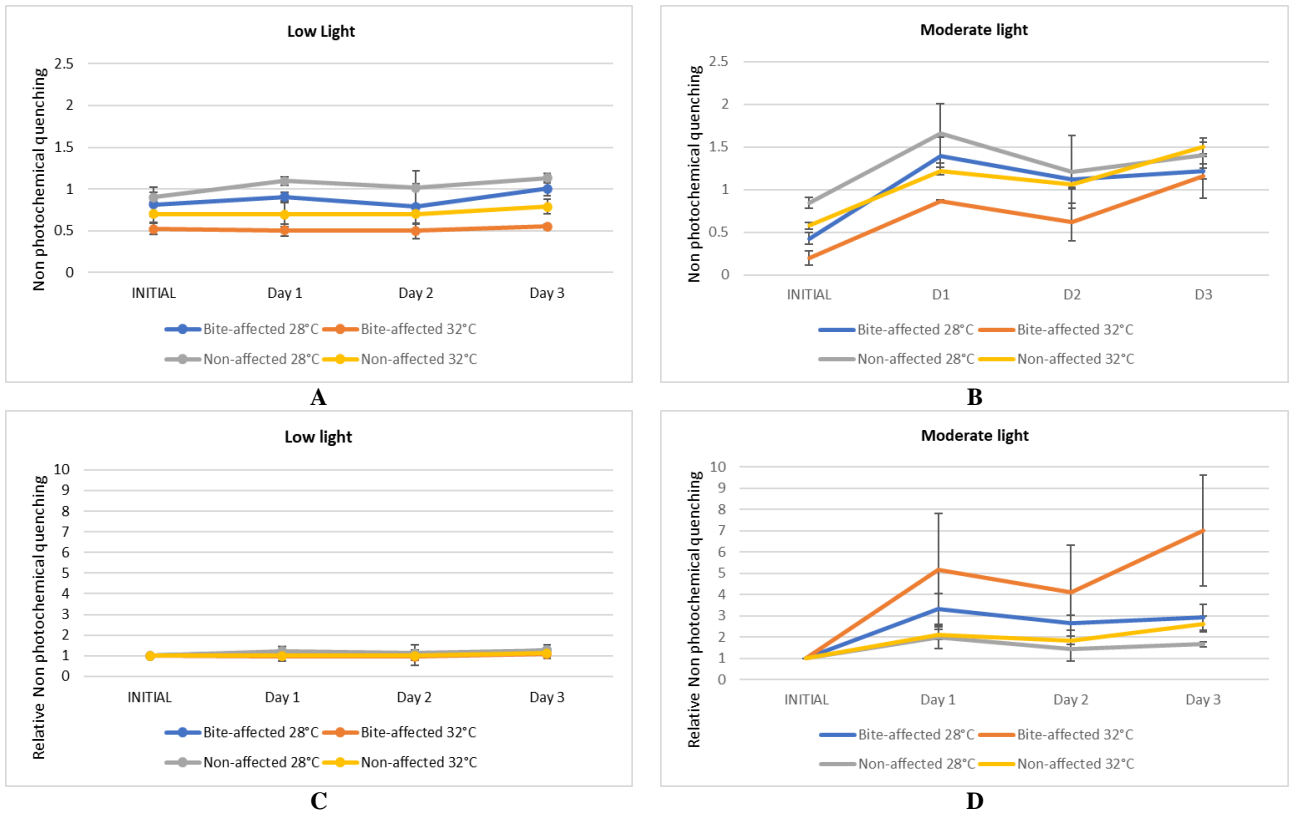 Low Light
Non photochemical quenching
2.5
2
1.5
1
0.5
0
INITIAL Day 1 Day 2 Day 3
Bite-affected 28°C Bite-affected 32°C
Non-affected 28°C Non-affected 32°C
A
Moderate light
Non photochemical quenching
2.5
2
1.5
1
0.5
0
INITIAL D1 D2 D3
Bite-affected 28°C Bite-affected 32°C
Non-affected 28°C Non-affected 32°C
B
Low light
Relative Non photochemical quenching
10
9
8
7
6
5
4
3
2
1
0
INITIAL Day 1 Day 2 Day 3
Bite-affected 28°C Bite-affected 32°C
Non-affected 28°C Non-affected 32°C
C
Moderate light
Relative Non photochemical quenching
10
9
8
7
6
5
4
3
2
1
0
INITIAL Day 1 Day 2 Day 3
Bite-affected 28°C Bite-affected 32°C
Non-affected 28°C Non-affected 32°C
D